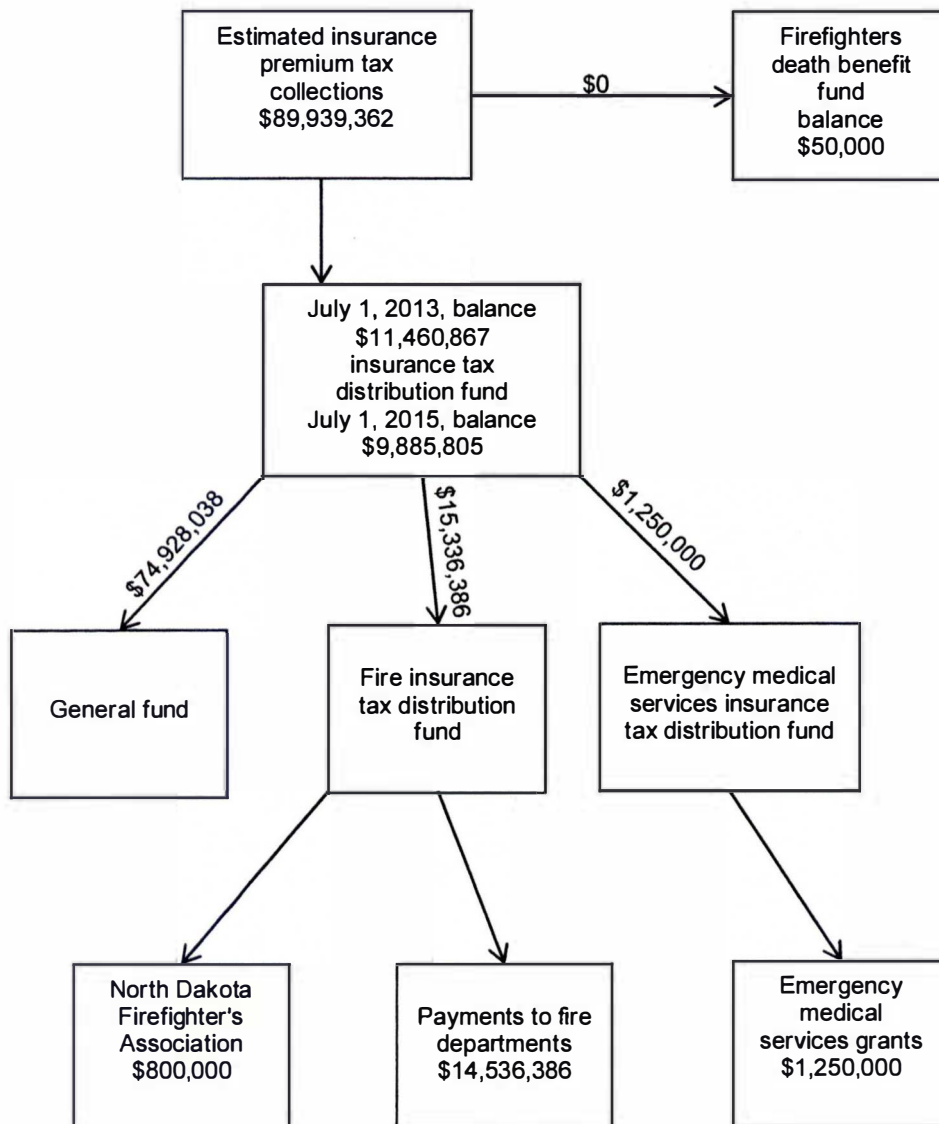 Estimated insurance
premium tax
collections
$89,939,362
$0
Firefighters
death benefit
fund
balance
$50,000
July 1, 2013, balance
$11,460,867
insurance tax
distribution fund
July 1, 2015, balance
$9,885,805
$74,928,038
$15,336,386
$1,250,000
General fund
Fire insurance
tax distribution
fund
Emergency medical
services insurance
tax distribution fund
North Dakota
Firefighter's
Association
$800,000
Payments to fire
departments
$14,536,386
Emergency
medical
services grants
$1,250,000